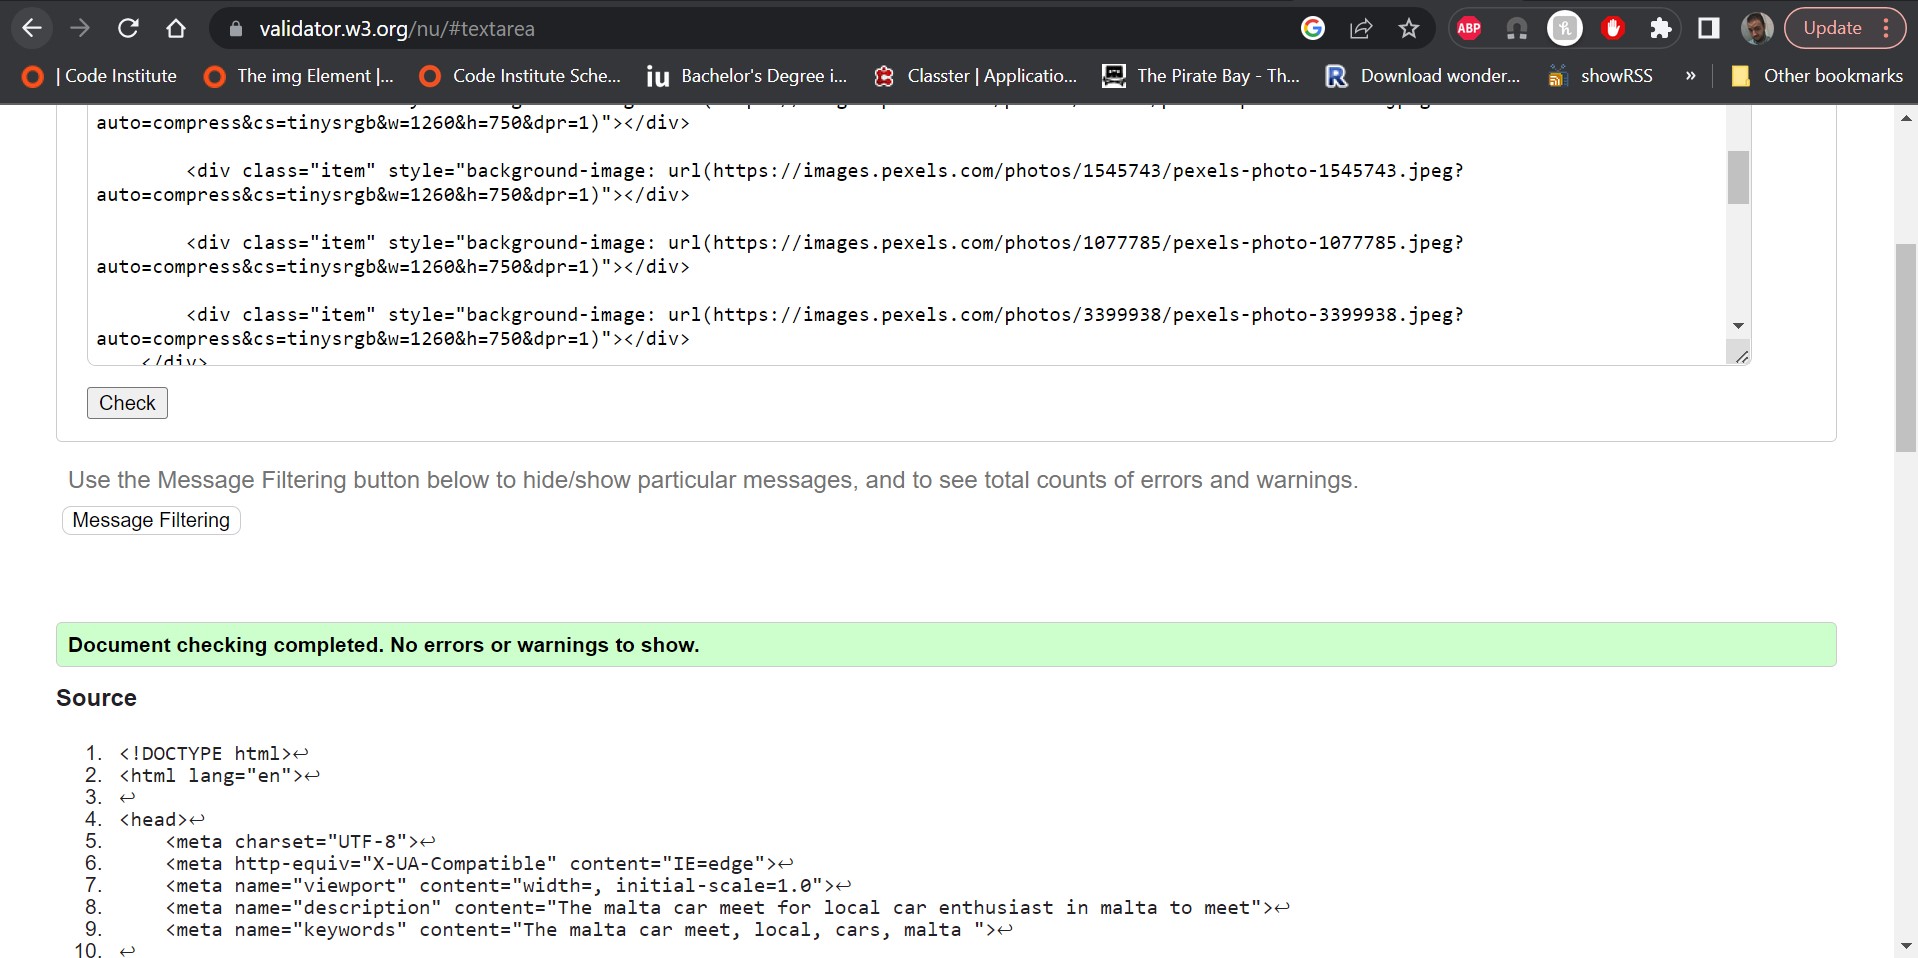 validator.w3.org/nu/#textarea
ABP
Update
| Code Institute
The img Element |...
Code Institute Sche...
iu Bachelor's Degree i...
Classter | Applicatio...
The Pirate Bay - Th...
R Download wonder...
showRSS
»
Other bookmarks
auto=compress&cs=tinysrgb&w=1260&h=750&dpr=1)"></div>
<div class="item" style="background-image: url(https://images.pexels.com/photos/1545743/pexels-photo-1545743.jpeg?
auto=compress&cs=tinysrgb&w=1260&h=750&dpr=1)"></div>
<div class="item" style="background-image: url(https://images.pexels.com/photos/1077785/pexels-photo-1077785.jpeg?
auto=compress&cs=tinysrgb&w=1260&h=750&dpr=1)"></div>
<div class="item" style="background-image: url(https://images.pexels.com/photos/3399938/pexels-photo-3399938.jpeg?
auto=compress&cs=tinysrgb&w=1260&h=750&dpr=1)"></div>
</div>
Check
Use the Message Filtering button below to hide/show particular messages, and to see total counts of errors and warnings.
Message Filtering
Document checking completed. No errors or warnings to show.
Source
1. <!DOCTYPE html>↩
2. <html lang="en">↩
3. ↩
4. <head>↩
5. <meta charset="UTF-8">↩
6. <meta http-equiv="X-UA-Compatible" content="IE=edge">↩
7. <meta name="viewport" content="width=, initial-scale=1.0">↩
8. <meta name="description" content="The malta car meet for local car enthusiast in malta to meet">↩
9. <meta name="keywords" content="The malta car meet, local, cars, malta ">↩
10. ↩